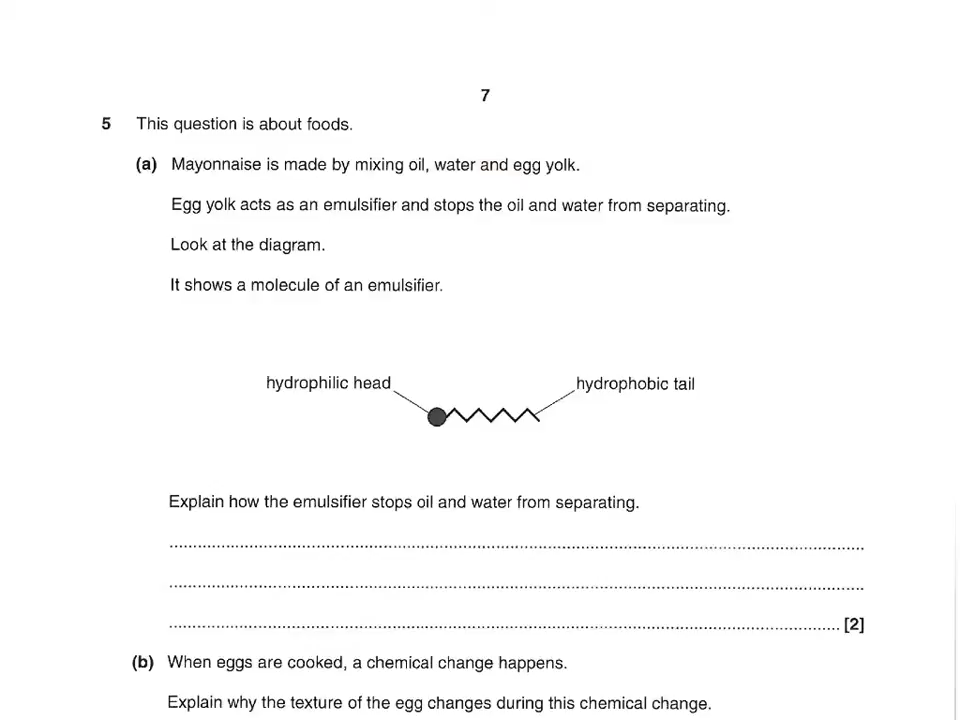 7
5 This question is about foods.
(a) Mayonnaise is made by mixing oil, water and egg yolk.
Egg yolk acts as an emulsifier and stops the oil and water from separating.
Look at the diagram.
It shows a molecule of an emulsifier.
hydrophilic head hydrophobic tail
Explain how the emulsifier stops oil and water from separating.
[2]
(b) When eggs are cooked, a chemical change happens.
Explain why the texture of the egg changes during this chemical change.